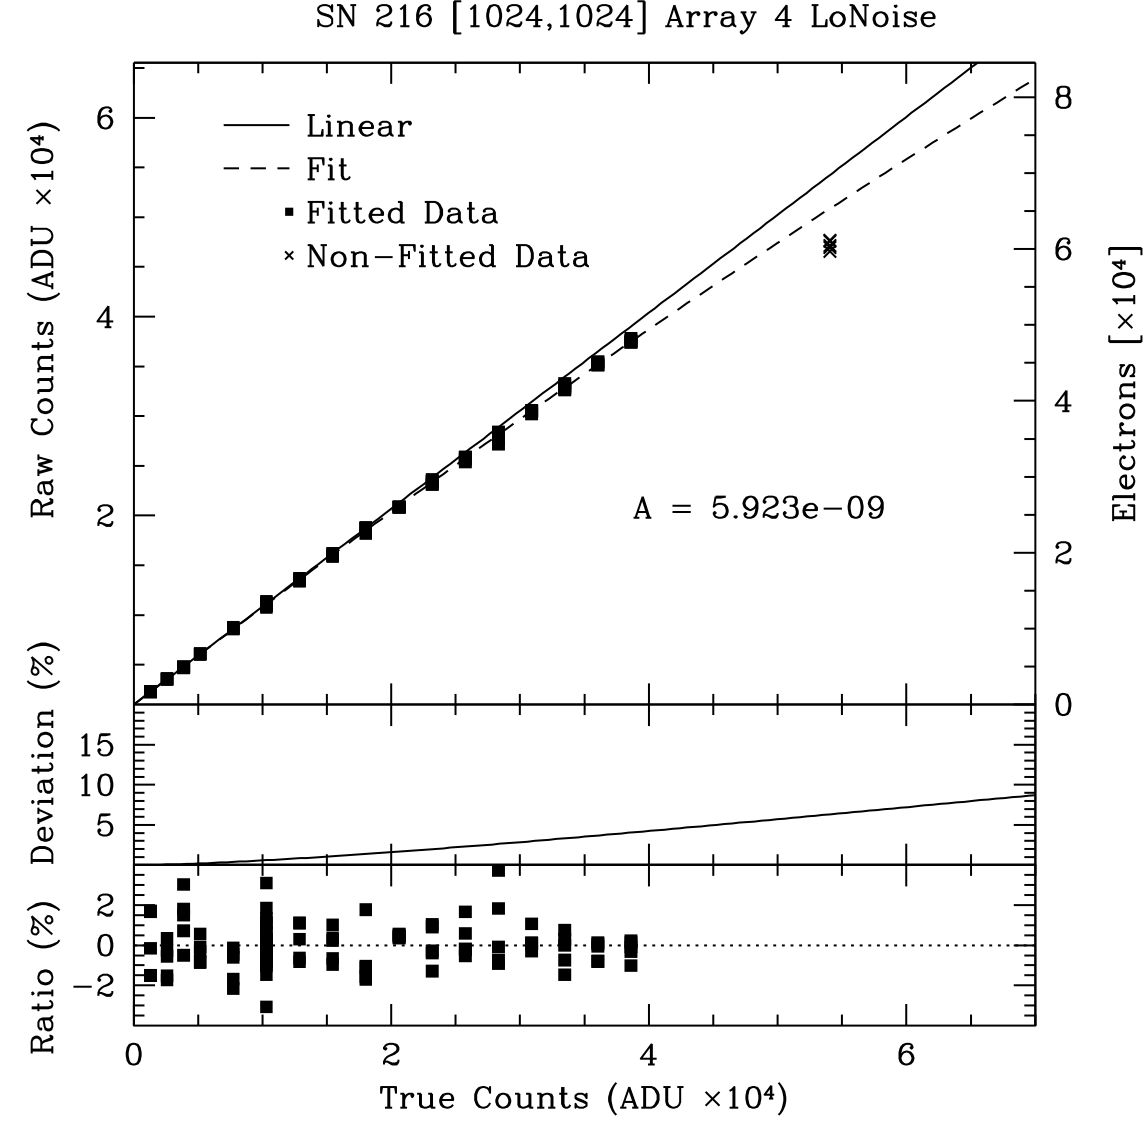 SN 216 [1024,1024] Array 4 LoNoise
Raw Counts (ADU ×10⁴)
6
4
2
Linear
Fit
Fitted Data
Non−Fitted Data
A = 5.923e−09
8
6
4
2
0
Electrons [×10⁴]
Deviation (%)
15
10
5
Ratio (%)
2
0
−2
0 2 4 6
True Counts (ADU ×10⁴)